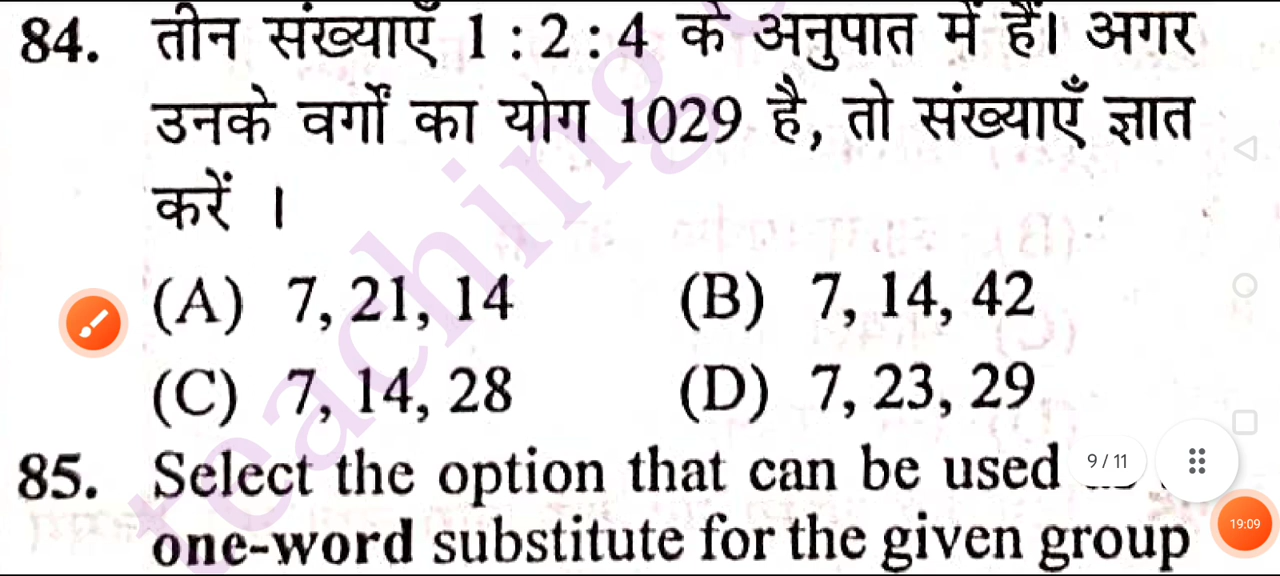 84. तीन संख्याएँ 1 : 2 : 4 के अनुपात में हैं। अगर
उनके वर्गों का योग 1029 है, तो संख्याएँ ज्ञात
करें ।
(A) 7, 21, 14 (B) 7, 14, 42
(C) 7, 14, 28 (D) 7, 23, 29
85. Select the option that can be used
9 / 11
one-word substitute for the given group
19:09
teaching